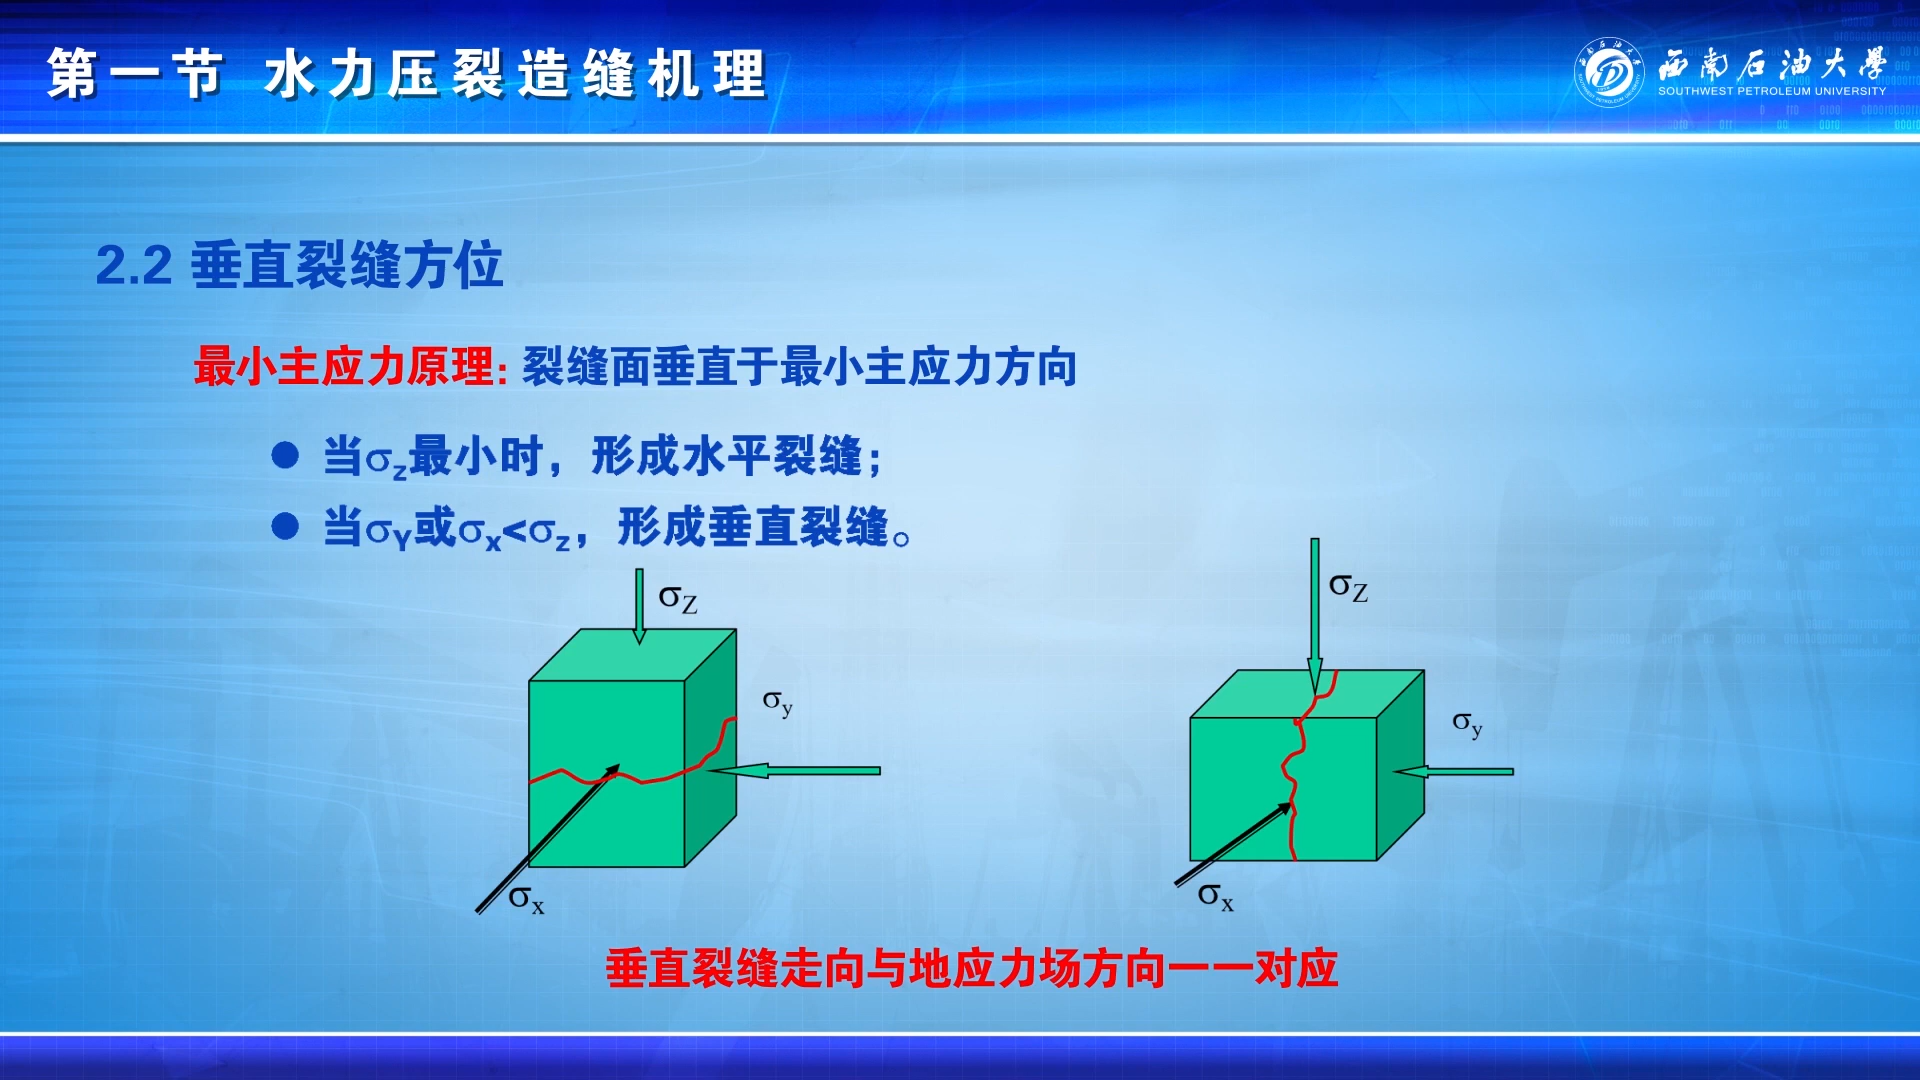 第一节 水力压裂造缝机理
西南石油大学
SOUTHWEST PETROLEUM UNIVERSITY
2.2 垂直裂缝方位
最小主应力原理: 裂缝面垂直于最小主应力方向
● 当σz最小时，形成水平裂缝；
● 当σY或σx<σz，形成垂直裂缝。
σZ
σy
σx
σZ
σy
σx
垂直裂缝走向与地应力场方向一一对应